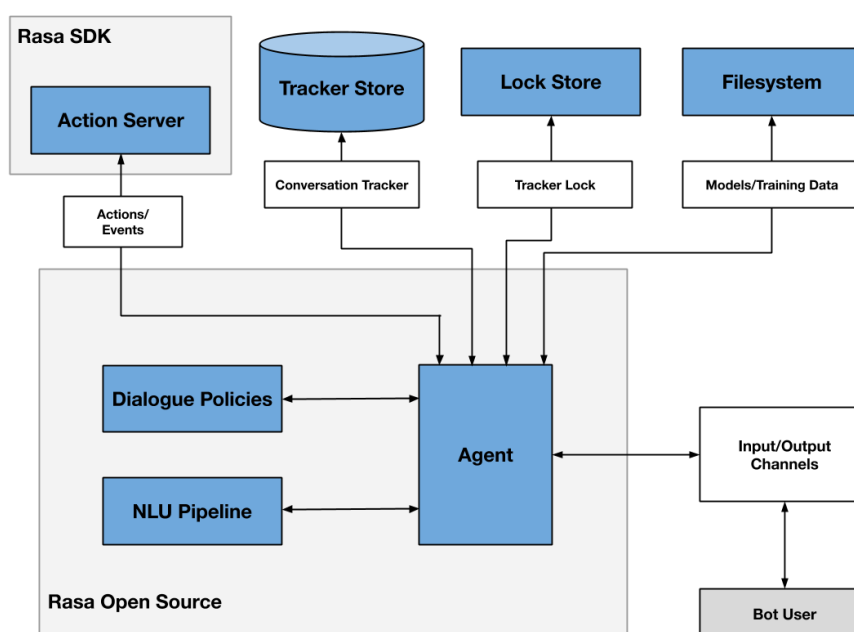 Rasa SDK
Action Server
Tracker Store
Lock Store
Filesystem
Conversation Tracker
Tracker Lock
Models/Training Data
Actions/
Events
Dialogue Policies
Agent
Input/Output
Channels
NLU Pipeline
Rasa Open Source
Bot User